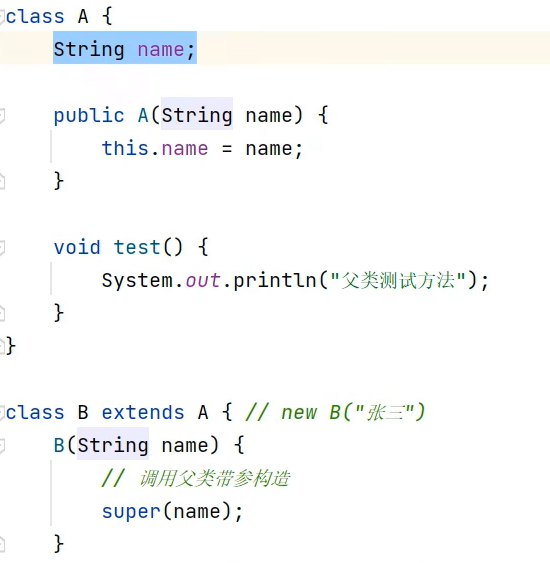 class A {
    String name;
    public A(String name) {
        this.name = name;
    }
    void test() {
        System.out.println("父类测试方法");
    }
}
class B extends A { // new B("张三")
    B(String name) {
        // 调用父类带参构造
        super(name);
    }